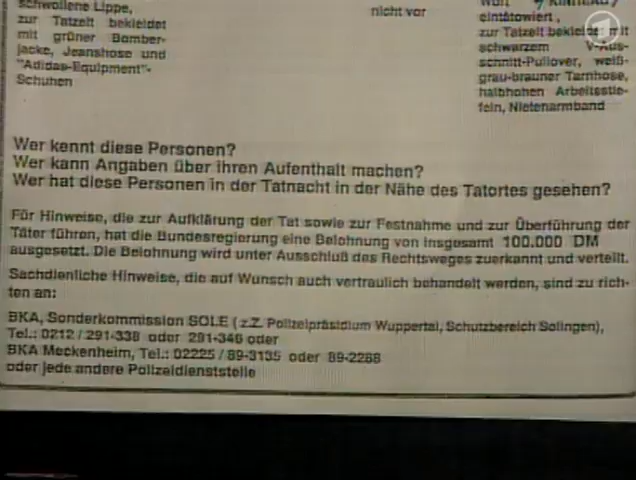 schwollene Lippe,
zur Tatzeit bekleidet
mit grüner Bomber-
jacke, Jeanshose und
"Adidas-Equipment"-
Schuhen
nicht vor
eintätowiert,
zur Tatzeit bekleidet mit
schwarzem V-Aus-
schnitt-Pullover, weiß-
grau-brauner Tarnhose,
halbhohen Arbeitsstie-
feln, Nietenarmband
Wer kennt diese Personen?
Wer kann Angaben über ihren Aufenthalt machen?
Wer hat diese Personen in der Tatnacht in der Nähe des Tatortes gesehen?
Für Hinweise, die zur Aufklärung der Tat sowie zur Festnahme und zur Überführung der
Täter führen, hat die Bundesregierung eine Belohnung von insgesamt 100.000 DM
ausgesetzt. Die Belohnung wird unter Ausschluß des Rechtsweges zuerkannt und verteilt.
Sachdienliche Hinweise, die auf Wunsch auch vertraulich behandelt werden, sind zu rich-
ten an:
BKA, Sonderkommission SOLE (z.Z. Polizeipräsidium Wuppertal, Schutzbereich Solingen),
Tel.: 0212/291-338 oder 291-346 oder
BKA Meckenheim, Tel.: 02225/89-3135 oder 89-2268
oder jede andere Polizeidienststelle